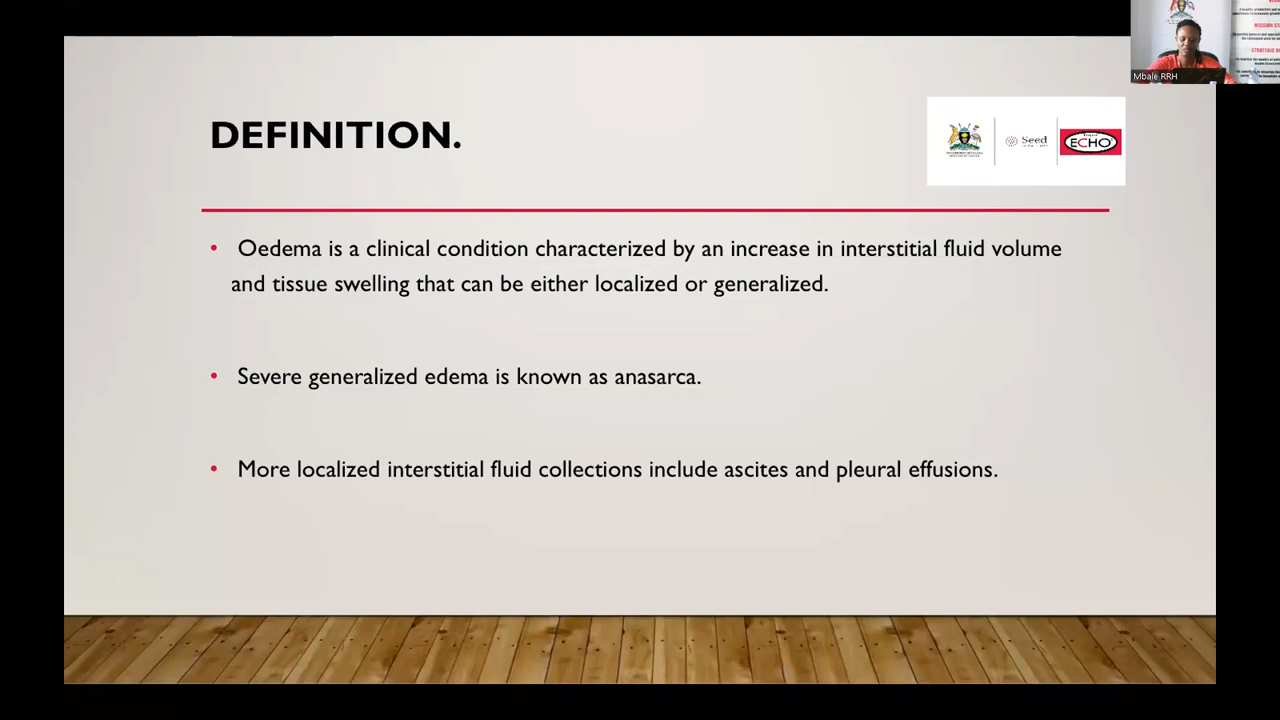 DEFINITION.
Seed
ECHO
Mbale RRH
• Oedema is a clinical condition characterized by an increase in interstitial fluid volume
and tissue swelling that can be either localized or generalized.
• Severe generalized edema is known as anasarca.
• More localized interstitial fluid collections include ascites and pleural effusions.